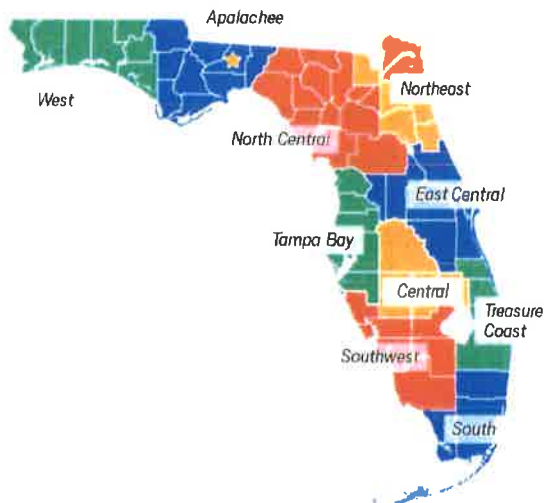 Apalachee
Northeast
West
North Central
East Central
Tampa Bay
Central
Treasure
Coast
Southwest
South